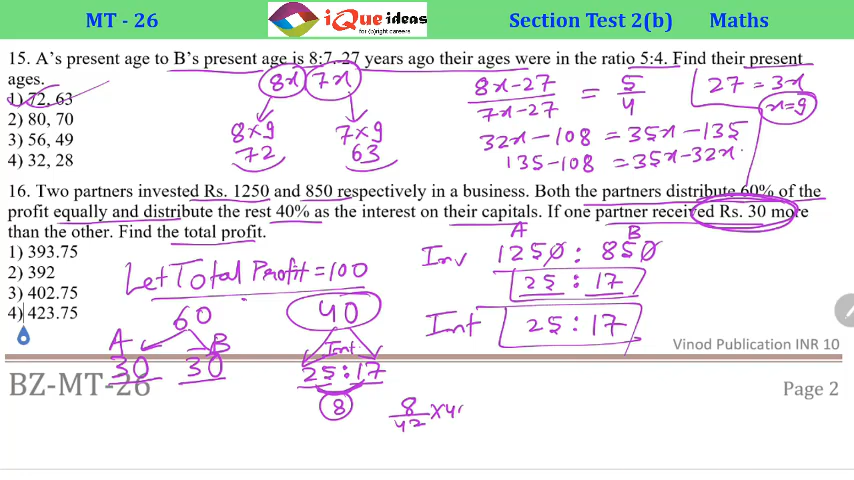 MT - 26
iQue ideas
for (b)right careers
Section Test 2(b)
Maths
15. A's present age to B's present age is 8:7. 27 years ago their ages were in the ratio 5:4. Find their present
ages.
1) 72, 63
2) 80, 70
3) 56, 49
4) 32, 28
8x 7x
8×9 7×9
72 63
8x-27 / 7x-27 = 5/4
32x-108 = 35x-135
135-108 = 35x-32x
27 = 3x
x=9
16. Two partners invested Rs. 1250 and 850 respectively in a business. Both the partners distribute 60% of the
profit equally and distribute the rest 40% as the interest on their capitals. If one partner received Rs. 30 more
than the other. Find the total profit.
1) 393.75
2) 392
3) 402.75
4) 423.75
Let Total Profit = 100
60 40
A B Int
30 30 25:17
8
8/42 ×4
A B
Inv 1250 : 850
25 : 17
Int 25:17
Vinod Publication INR 10
BZ-MT-26
Page 2